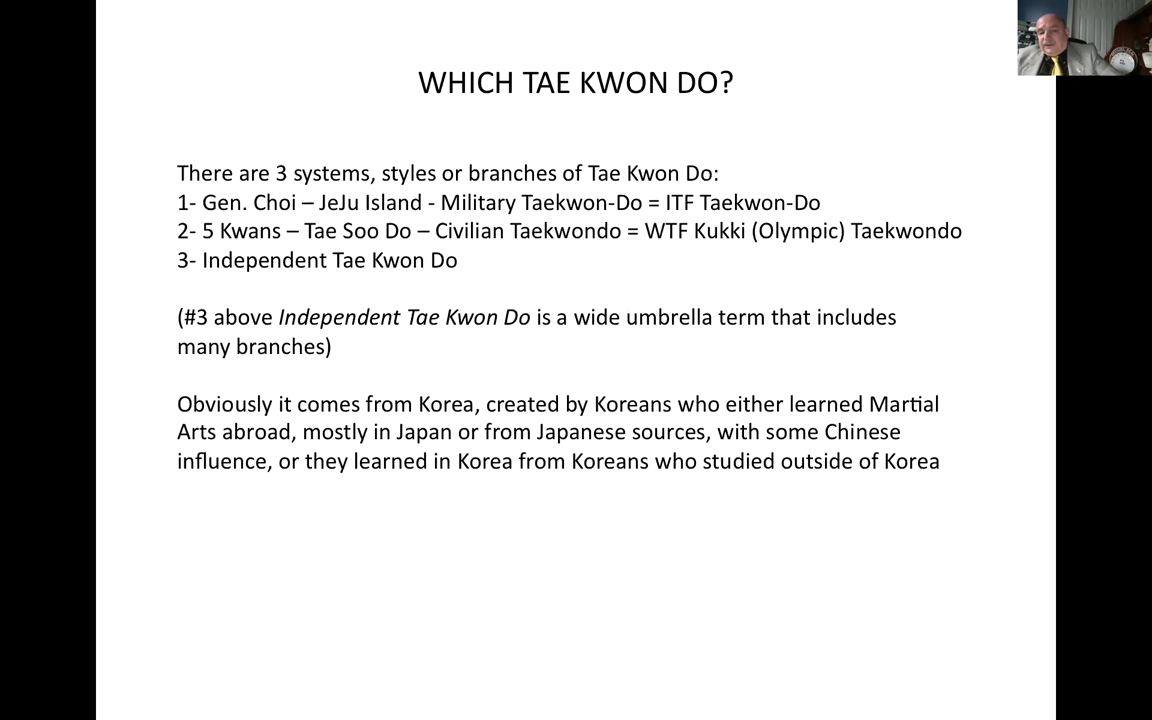 WHICH TAE KWON DO?
There are 3 systems, styles or branches of Tae Kwon Do:
1- Gen. Choi – JeJu Island - Military Taekwon-Do = ITF Taekwon-Do
2- 5 Kwans – Tae Soo Do – Civilian Taekwondo = WTF Kukki (Olympic) Taekwondo
3- Independent Tae Kwon Do
(#3 above Independent Tae Kwon Do is a wide umbrella term that includes
many branches)
Obviously it comes from Korea, created by Koreans who either learned Martial
Arts abroad, mostly in Japan or from Japanese sources, with some Chinese
influence, or they learned in Korea from Koreans who studied outside of Korea